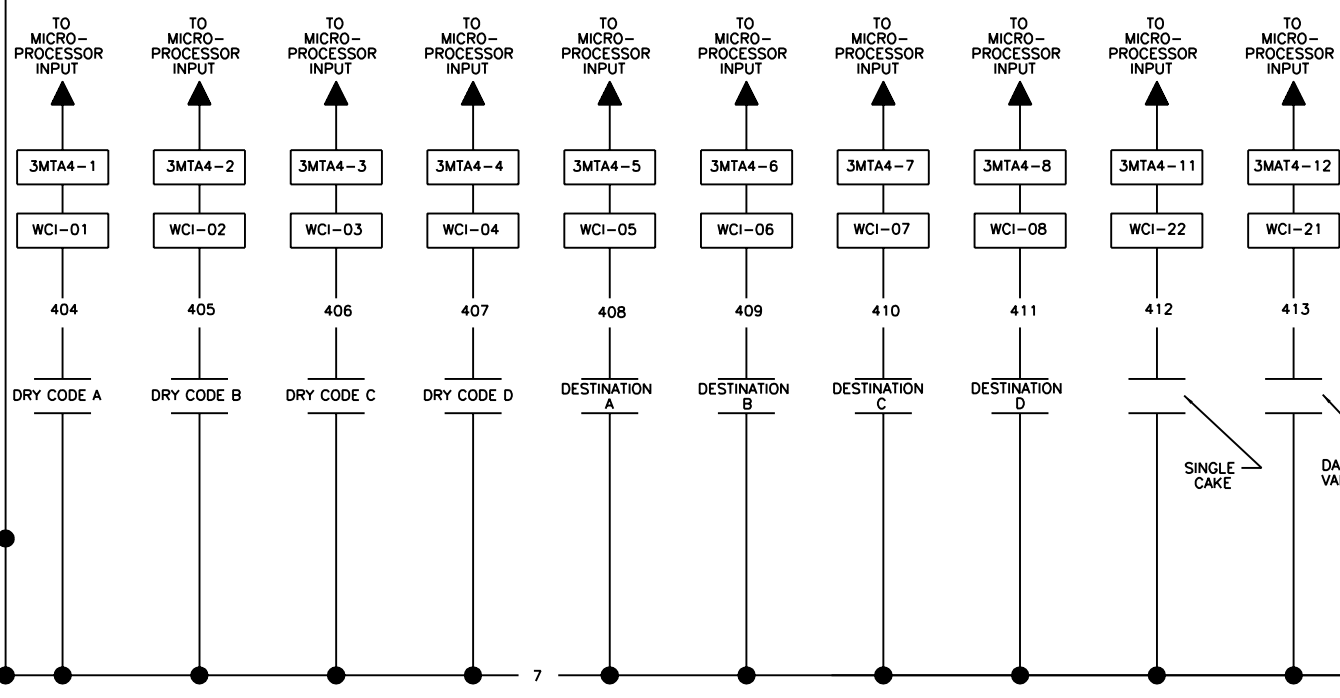 TO MICRO-PROCESSOR INPUT
TO MICRO-PROCESSOR INPUT
TO MICRO-PROCESSOR INPUT
TO MICRO-PROCESSOR INPUT
TO MICRO-PROCESSOR INPUT
TO MICRO-PROCESSOR INPUT
TO MICRO-PROCESSOR INPUT
TO MICRO-PROCESSOR INPUT
TO MICRO-PROCESSOR INPUT
TO MICRO-PROCESSOR INPUT
3MTA4-1 3MTA4-2 3MTA4-3 3MTA4-4 3MTA4-5 3MTA4-6 3MTA4-7 3MTA4-8 3MTA4-11 3MAT4-12
WCI-01 WCI-02 WCI-03 WCI-04 WCI-05 WCI-06 WCI-07 WCI-08 WCI-22 WCI-21
404 405 406 407 408 409 410 411 412 413
DRY CODE A DRY CODE B DRY CODE C DRY CODE D
DESTINATION A
DESTINATION B
DESTINATION C
DESTINATION D
SINGLE
CAKE
DA
VA
7